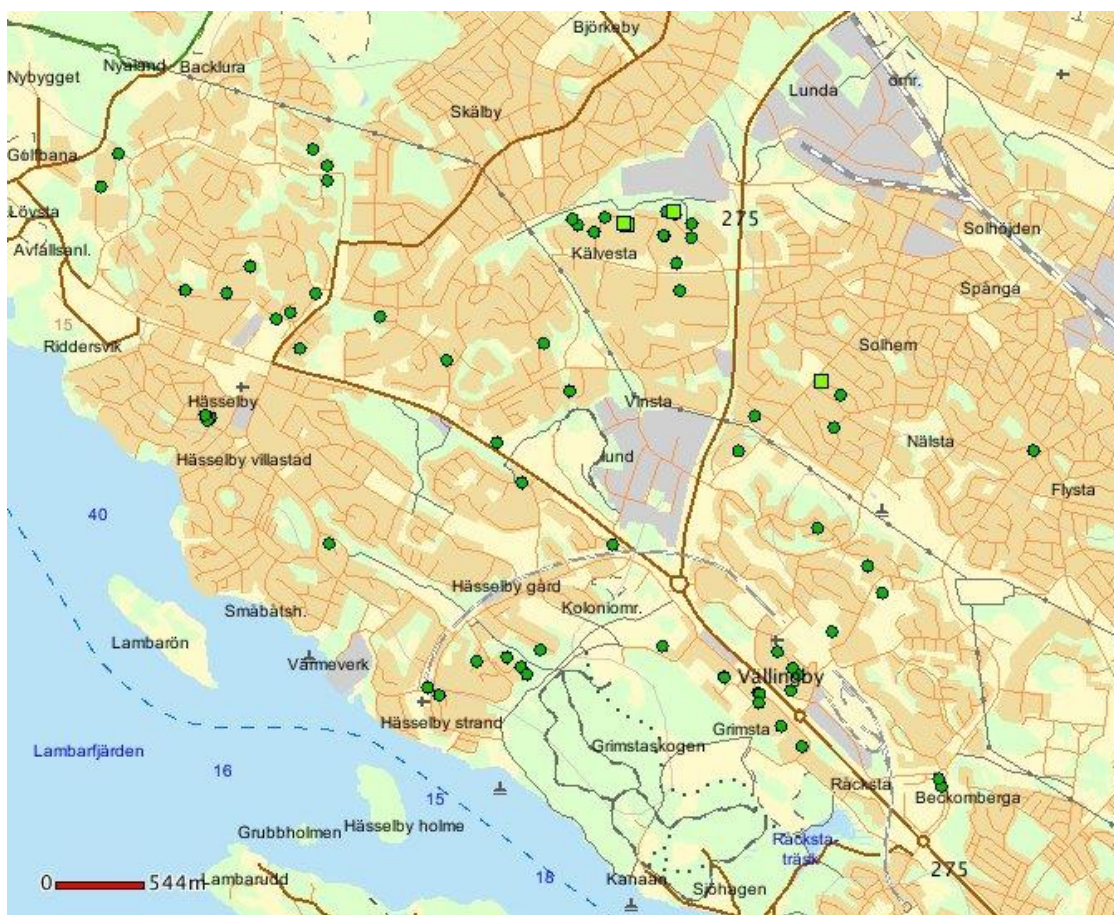 Björkeby
Nyaland
Backlura
Nybygget
omr.
Lunda
Skälby
1
Golfbana
Lövsta
275
Solhöjden
Avfallsanl.
Kälvesta
Spånga
15
Riddersvik
Solhem
Hässelby
Vinsta
Nälsta
Hässelby villastad
lund
Flysta
40
Hässelby gård
Småbåtsh.
Koloniomr.
Lambarön
Värmeverk
Vällingby
Hässelby strand
Grimsta
Lambarfjärden
Grimstaskogen
16
Råcksta
15
Beckomberga
Hässelby holme
Grubbholmen
Råcksta-
träsk
275
0
544m
Lambarudd
18
Kanaan
Sjöhagen